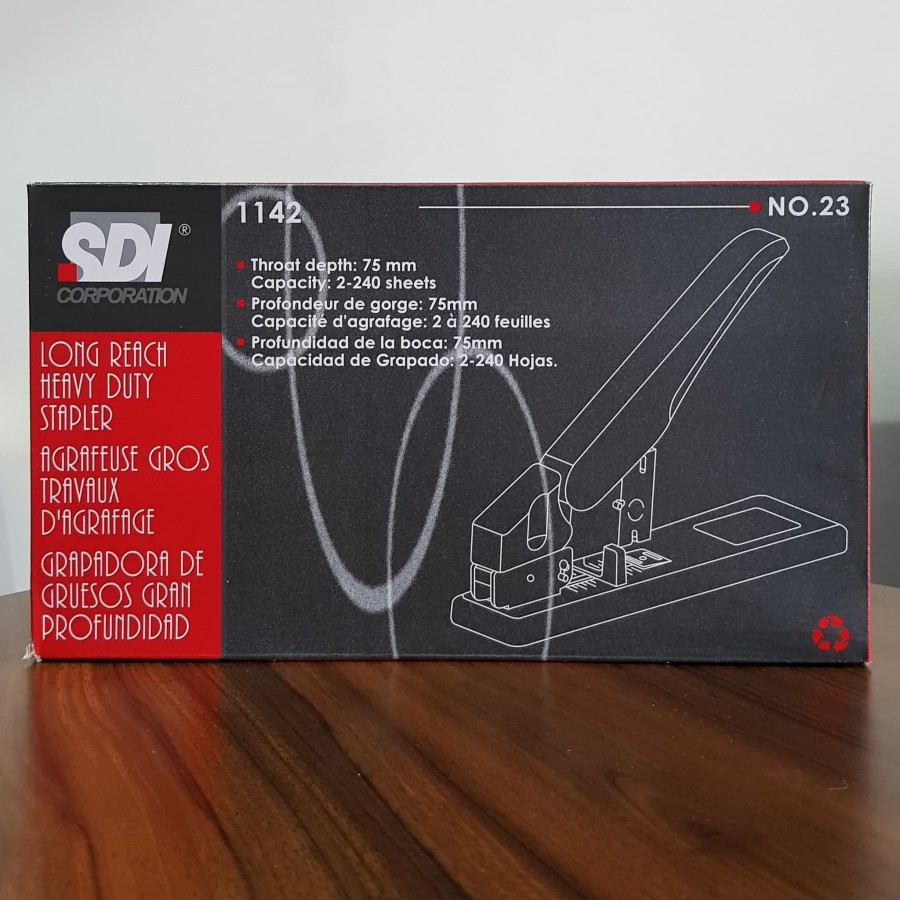 SDI®
CORPORATION
1142
NO.23
Throat depth: 75 mm
Capacity: 2-240 sheets
Profondeur de gorge: 75mm
Capacité d'agrafage: 2 à 240 feuilles
Profundidad de la boca: 75mm
Capacidad de Grapado: 2-240 Hojas.
LONG REACH
HEAVY DUTY
STAPLER
AGRAFEUSE GROS
TRAVAUX
D'AGRAFAGE
GRAPADORA DE
GRUESOS GRAN
PROFUNDIDAD